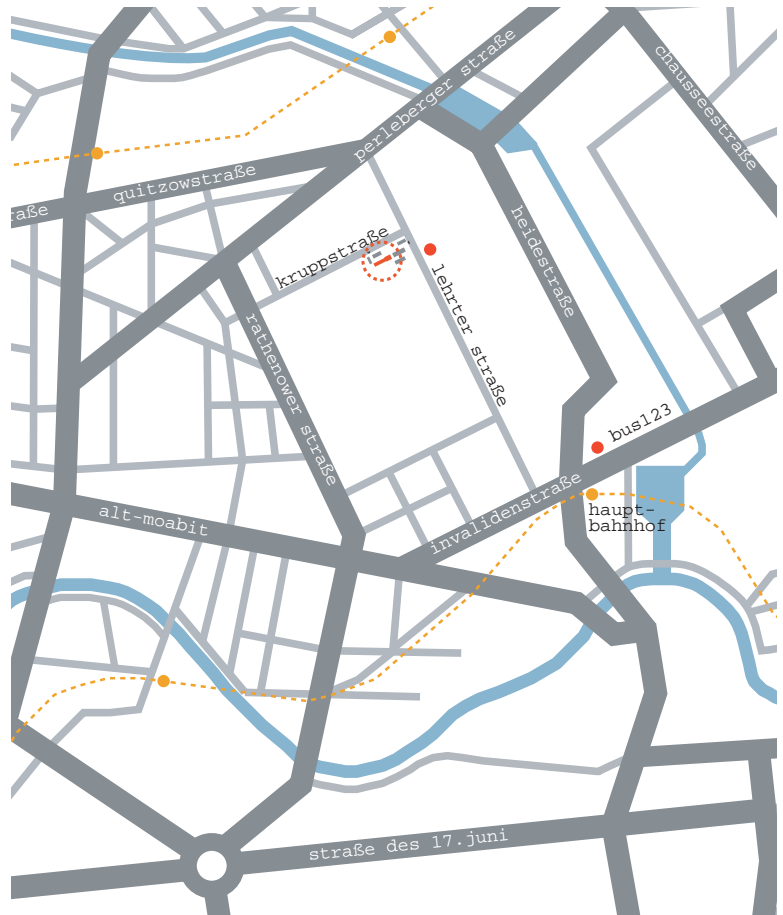 perleberger straße
chausseestraße
quitzowstraße
raße
heidestraße
kruppstraße
lehrter straße
rathenower straße
bus123
invalidenstraße
alt-moabit
haupt-
bahnhof
straße des 17.juni